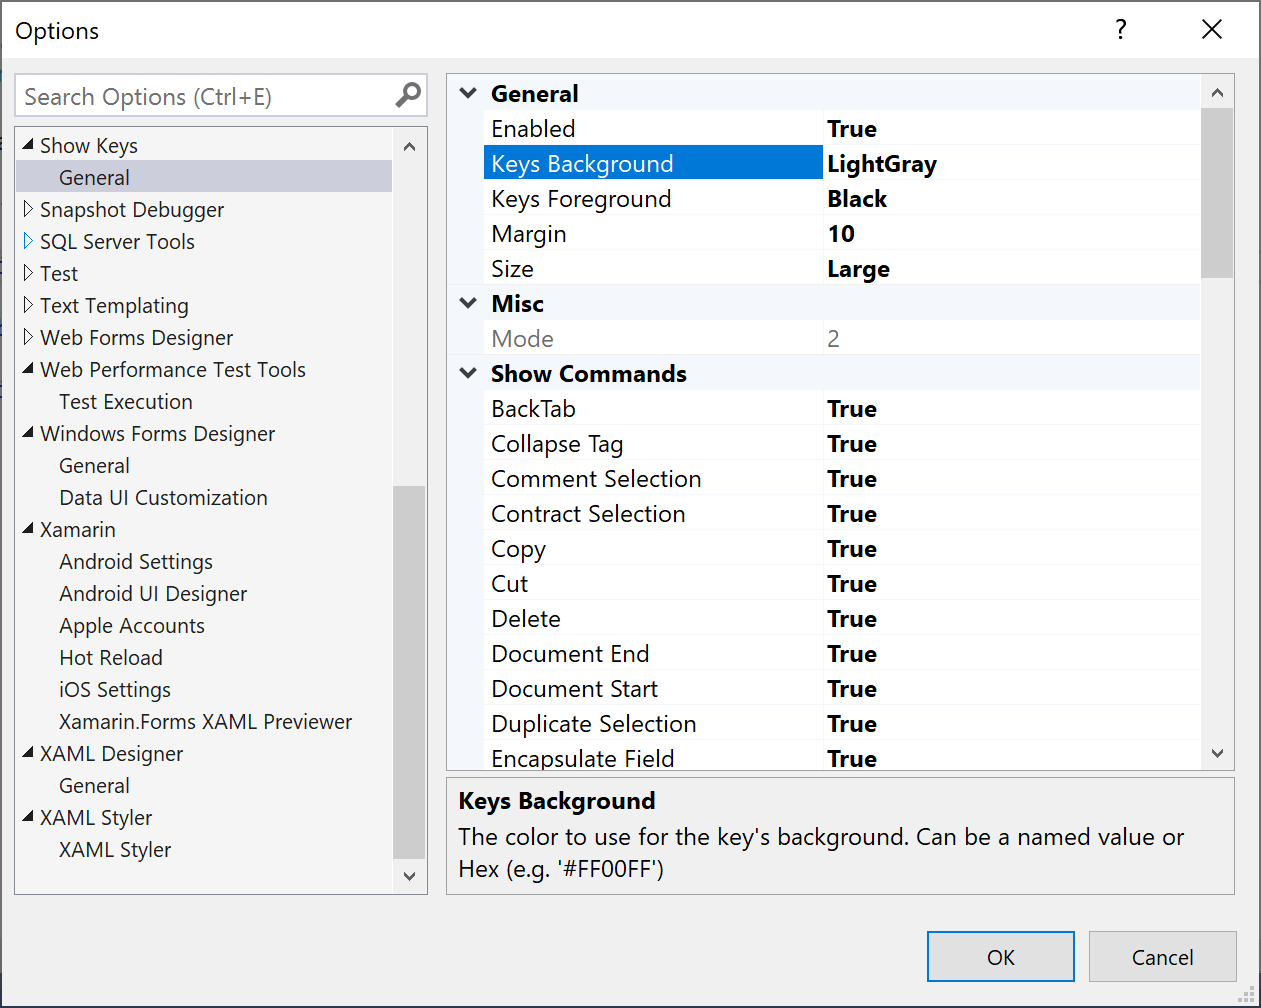 Options
?
Search Options (Ctrl+E)
Show Keys
General
Snapshot Debugger
SQL Server Tools
Test
Text Templating
Web Forms Designer
Web Performance Test Tools
Test Execution
Windows Forms Designer
General
Data UI Customization
Xamarin
Android Settings
Android UI Designer
Apple Accounts
Hot Reload
iOS Settings
Xamarin.Forms XAML Previewer
XAML Designer
General
XAML Styler
XAML Styler
General
Enabled True
Keys Background LightGray
Keys Foreground Black
Margin 10
Size Large
Misc
Mode 2
Show Commands
BackTab True
Collapse Tag True
Comment Selection True
Contract Selection True
Copy True
Cut True
Delete True
Document End True
Document Start True
Duplicate Selection True
Encapsulate Field True
Keys Background
The color to use for the key's background. Can be a named value or
Hex (e.g. '#FF00FF')
OK Cancel